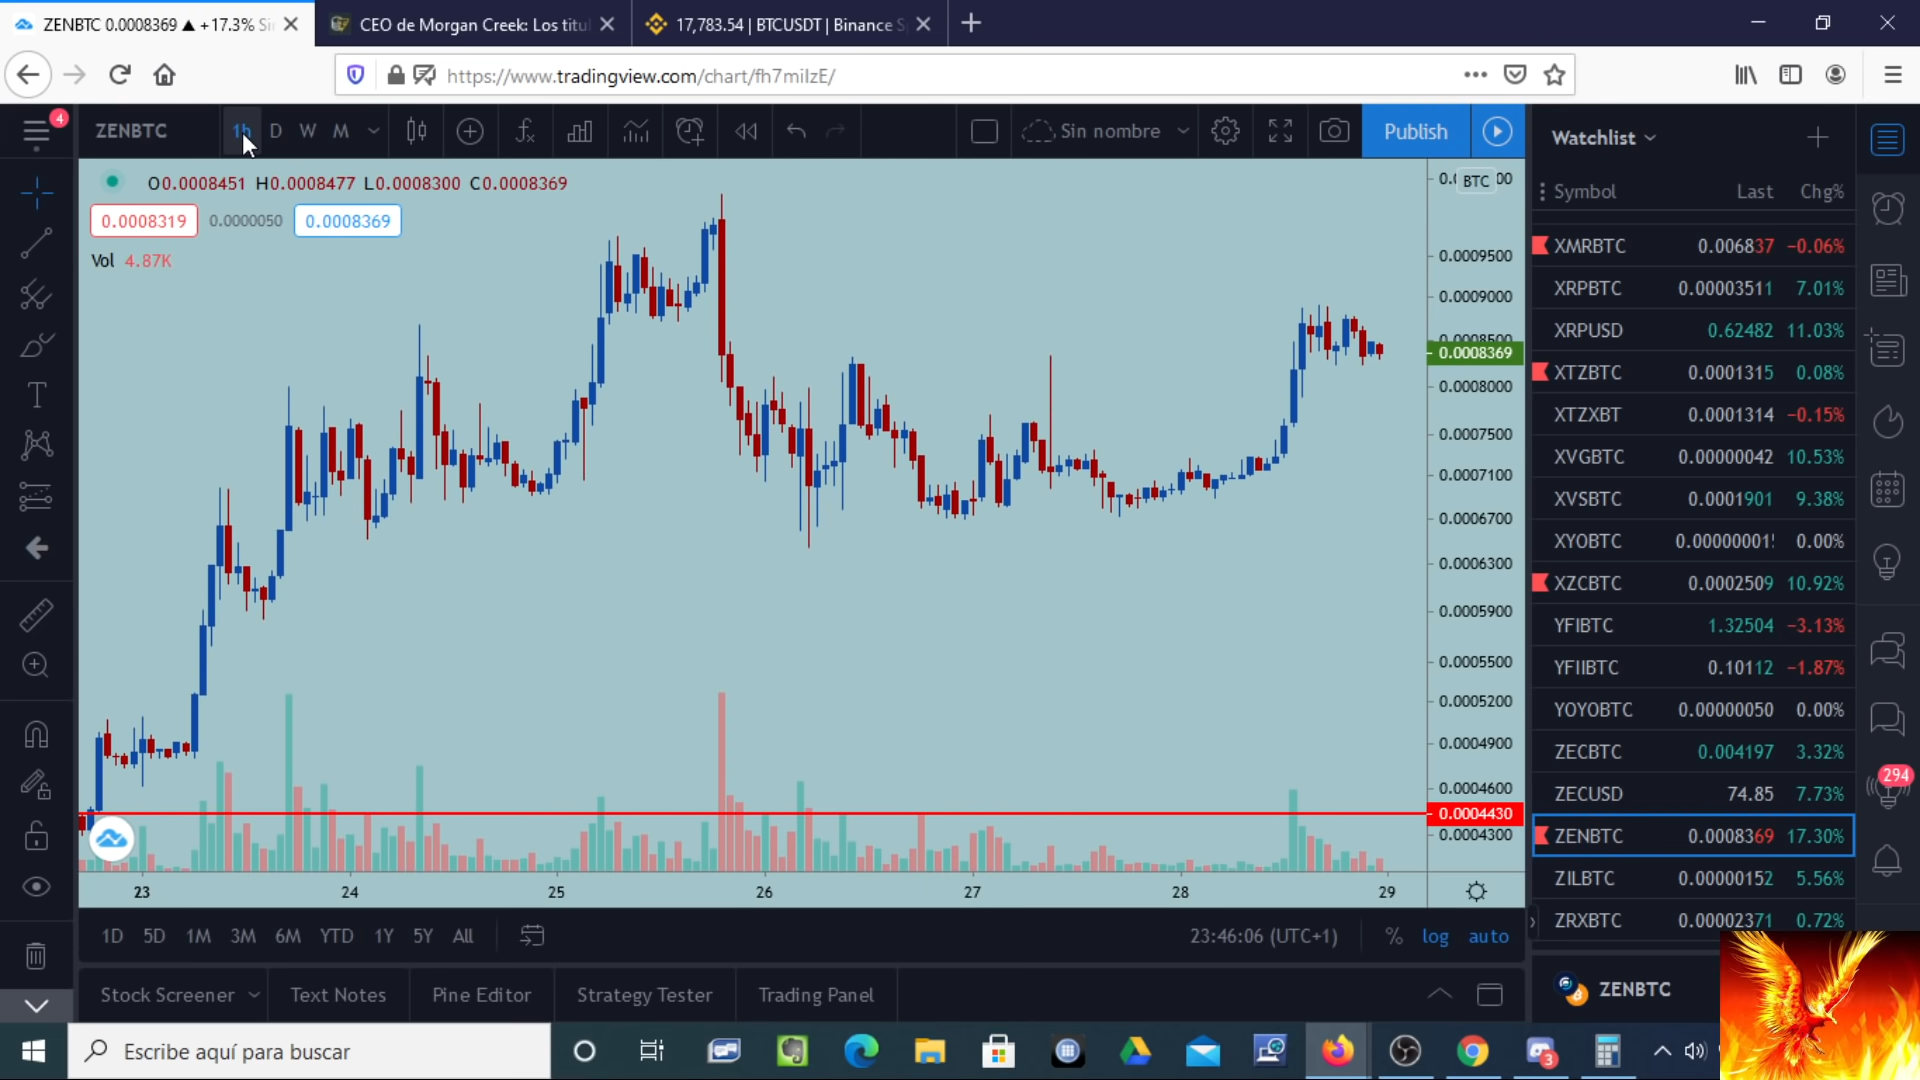 ZENBTC 0.0008369 ▲ +17.3%
CEO de Morgan Creek: Los titul
17,783.54 | BTCUSDT | Binance S
https://www.tradingview.com/chart/fh7milzE/
4
ZENBTC
1h D W M
Sin nombre
Publish
O0.0008451 H0.0008477 L0.0008300 C0.0008369
0.0008319 0.0000050 0.0008369
Vol 4.87K
BTC
0.0009500
0.0009000
0.0008500
0.0008369
0.0008000
0.0007500
0.0007100
0.0006700
0.0006300
0.0005900
0.0005500
0.0005200
0.0004900
0.0004600
0.0004430
0.0004300
23 24 25 26 27 28 29
1D 5D 1M 3M 6M YTD 1Y 5Y All
23:46:06 (UTC+1) % log auto
Stock Screener Text Notes Pine Editor Strategy Tester Trading Panel
Watchlist
Symbol Last Chg%
XMRBTC 0.006837 −0.06%
XRPBTC 0.00003511 7.01%
XRPUSD 0.62482 11.03%
XTZBTC 0.0001315 0.08%
XTZXBT 0.0001314 −0.15%
XVGBTC 0.00000042 10.53%
XVSBTC 0.0001901 9.38%
XYOBTC 0.00000001 0.00%
XZCBTC 0.0002509 10.92%
YFIBTC 1.32504 −3.13%
YFIIBTC 0.10112 −1.87%
YOYOBTC 0.00000050 0.00%
ZECBTC 0.004197 3.32%
ZECUSD 74.85 7.73%
ZENBTC 0.0008369 17.30%
ZILBTC 0.00000152 5.56%
ZRXBTC 0.00002371 0.72%
294
ZENBTC
Escribe aquí para buscar
3